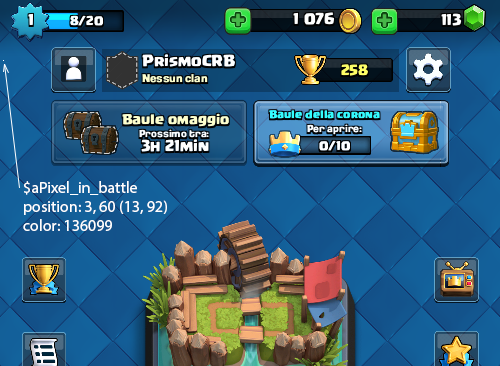 1
8/20
1 076
113
PrismoCRB
Nessun clan
258
Baule omaggio
Prossimo tra:
3h 21min
Baule della corona
Per aprire:
0/10
$aPixel_in_battle
position: 3, 60 (13, 92)
color: 136099